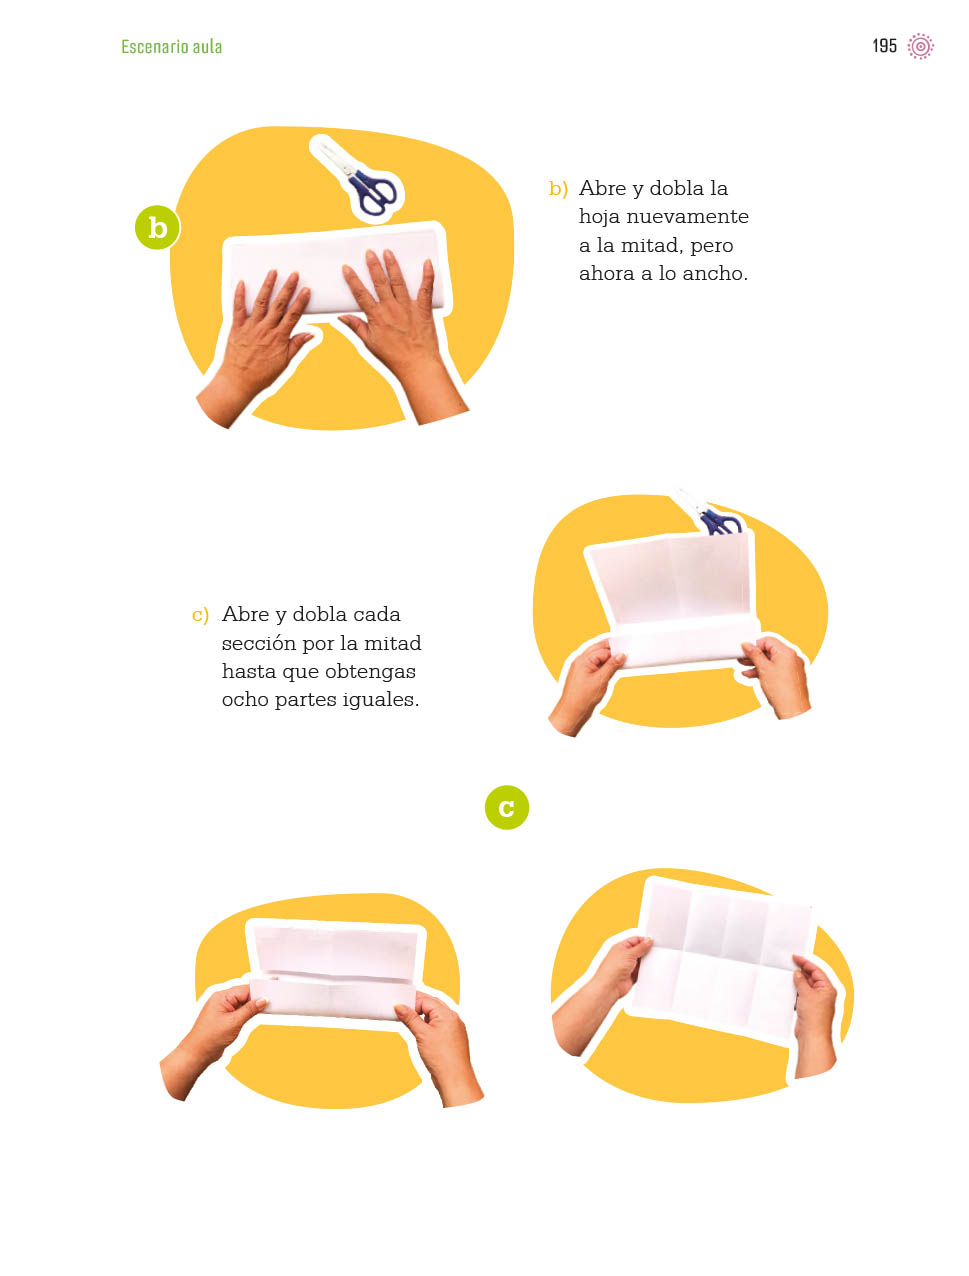 Escenario aula
195
b
b) Abre y dobla la
hoja nuevamente
a la mitad, pero
ahora a lo ancho.
c) Abre y dobla cada
sección por la mitad
hasta que obtengas
ocho partes iguales.
c